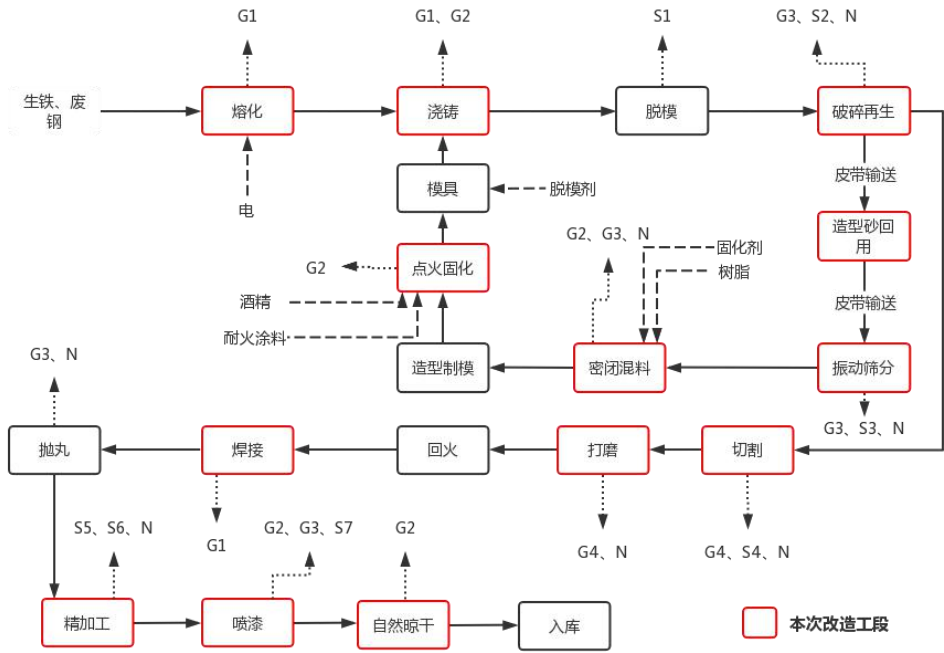 G1
G1、G2
S1
G3、S2、N
生铁、废
钢
熔化
浇铸
脱模
破碎再生
皮带输送
模具
脱模剂
电
造型砂回
用
G2、G3、N
固化剂
G2
点火固化
树脂
酒精
皮带输送
耐火涂料
G3、N
造型制模
密闭混料
振动筛分
G3、S3、N
抛丸
焊接
回火
打磨
切割
G1
G4、N
G4、S4、N
S5、S6、N
G2、G3、S7
G2
精加工
喷漆
自然晾干
入库
本次改造工段